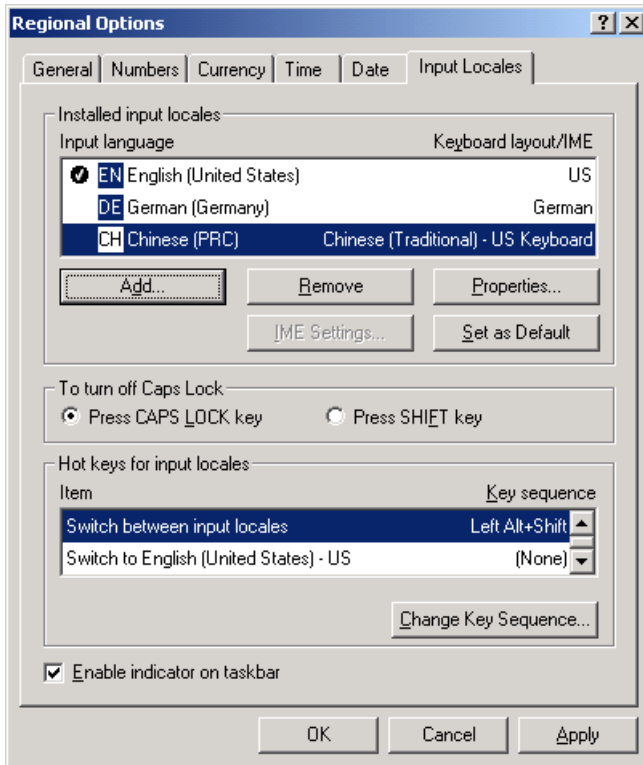 Regional Options
General Numbers Currency Time Date Input Locales
Installed input locales
Input language Keyboard layout/IME
EN English (United States) US
DE German (Germany) German
CH Chinese (PRC) Chinese (Traditional) - US Keyboard
Add... Remove Properties...
IME Settings... Set as Default
To turn off Caps Lock
Press CAPS LOCK key Press SHIFT key
Hot keys for input locales
Item Key sequence
Switch between input locales Left Alt+Shift
Switch to English (United States) - US (None)
Change Key Sequence...
Enable indicator on taskbar
OK Cancel Apply